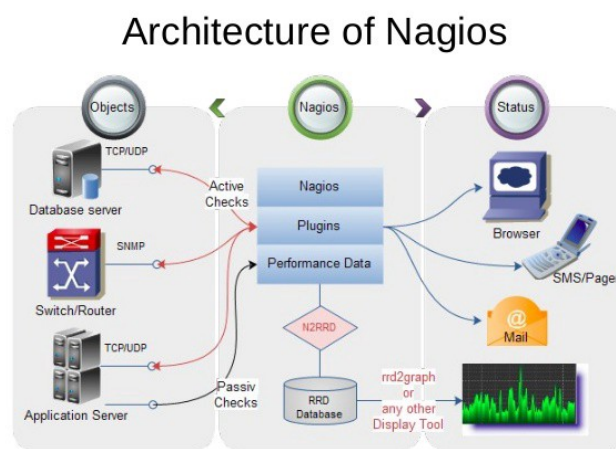 Architecture of Nagios
Objects
Nagios
Status
TCP/UDP
Database server
SNMP
Switch/Router
TCP/UDP
Application Server
Active
Checks
Passiv
Checks
Nagios
Plugins
Performance Data
N2RRD
RRD
Database
rrd2graph
or
any other
Display Tool
Browser
SMS/Pager
@
Mail